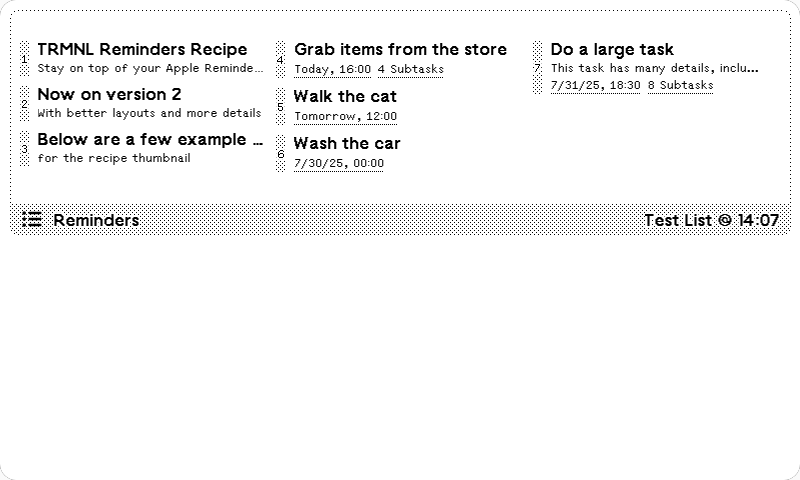 1
TRMNL Reminders Recipe
Stay on top of your Apple Reminde...
2
Now on version 2
With better layouts and more details
3
Below are a few example ...
for the recipe thumbnail
4
Grab items from the store
Today, 16:00 4 Subtasks
5
Walk the cat
Tomorrow, 12:00
6
Wash the car
7/30/25, 00:00
7
Do a large task
This task has many details, inclu...
7/31/25, 18:30 8 Subtasks
Reminders
Test List @ 14:07